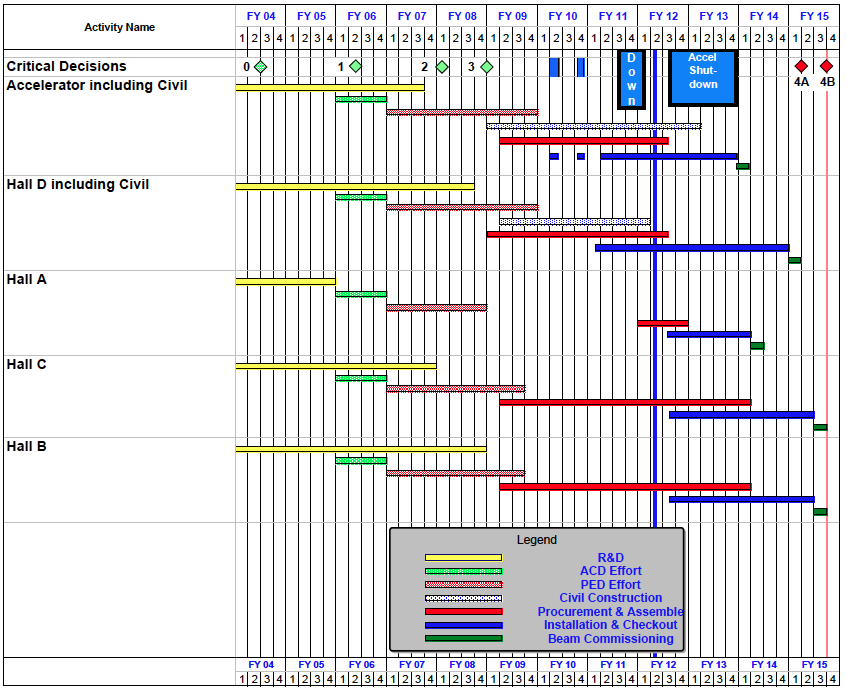 Activity Name
FY 04 FY 05 FY 06 FY 07 FY 08 FY 09 FY 10 FY 11 FY 12 FY 13 FY 14 FY 15
1 2 3 4 1 2 3 4 1 2 3 4 1 2 3 4 1 2 3 4 1 2 3 4 1 2 3 4 1 2 3 4 1 2 3 4 1 2 3 4 1 2 3 4 1 2 3 4
Critical Decisions
0 1 2 3
Down
Accel
Shut-
down
4A 4B
Accelerator including Civil
Hall D including Civil
Hall A
Hall C
Hall B
Legend
R&D
ACD Effort
PED Effort
Civil Construction
Procurement & Assemble
Installation & Checkout
Beam Commissioning
FY 04 FY 05 FY 06 FY 07 FY 08 FY 09 FY 10 FY 11 FY 12 FY 13 FY 14 FY 15
1 2 3 4 1 2 3 4 1 2 3 4 1 2 3 4 1 2 3 4 1 2 3 4 1 2 3 4 1 2 3 4 1 2 3 4 1 2 3 4 1 2 3 4 1 2 3 4